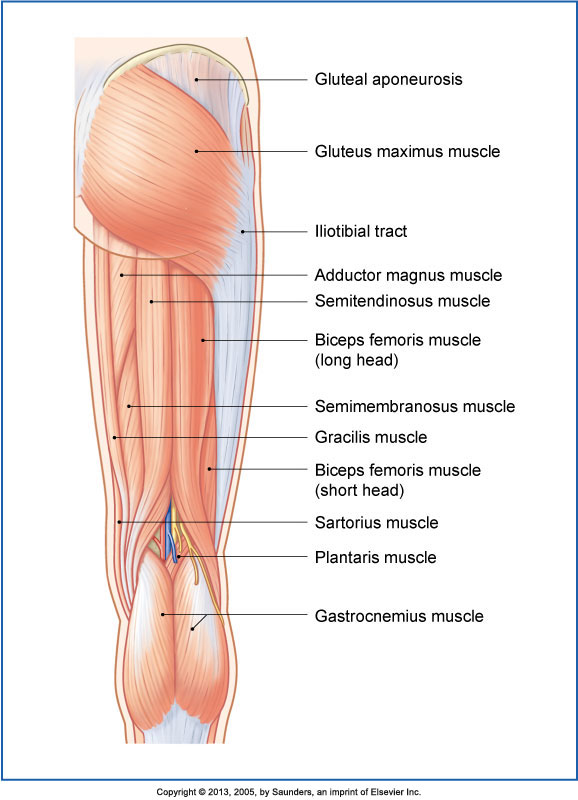 Gluteal aponeurosis
Gluteus maximus muscle
Iliotibial tract
Adductor magnus muscle
Semitendinosus muscle
Biceps femoris muscle
(long head)
Semimembranosus muscle
Gracilis muscle
Biceps femoris muscle
(short head)
Sartorius muscle
Plantaris muscle
Gastrocnemius muscle
Copyright © 2013, 2005, by Saunders, an imprint of Elsevier Inc.